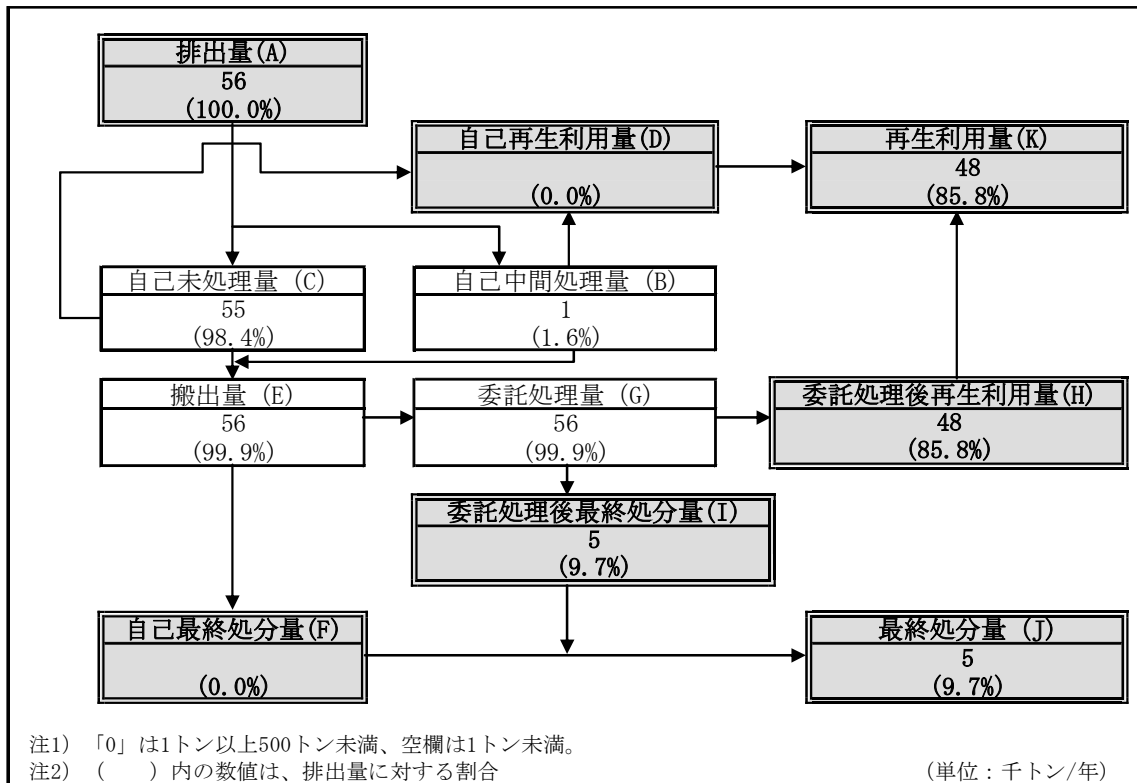 排出量(A)
56
(100.0%)
自己再生利用量(D)
(0.0%)
再生利用量(K)
48
(85.8%)
自己未処理量 (C)
55
(98.4%)
自己中間処理量 (B)
1
(1.6%)
搬出量 (E)
56
(99.9%)
委託処理量 (G)
56
(99.9%)
委託処理後再生利用量(H)
48
(85.8%)
委託処理後最終処分量(I)
5
(9.7%)
自己最終処分量(F)
(0.0%)
最終処分量 (J)
5
(9.7%)
注1) 「0」は1トン以上500トン未満、空欄は1トン未満。
注2) (　　)内の数値は、排出量に対する割合
(単位：千トン/年)